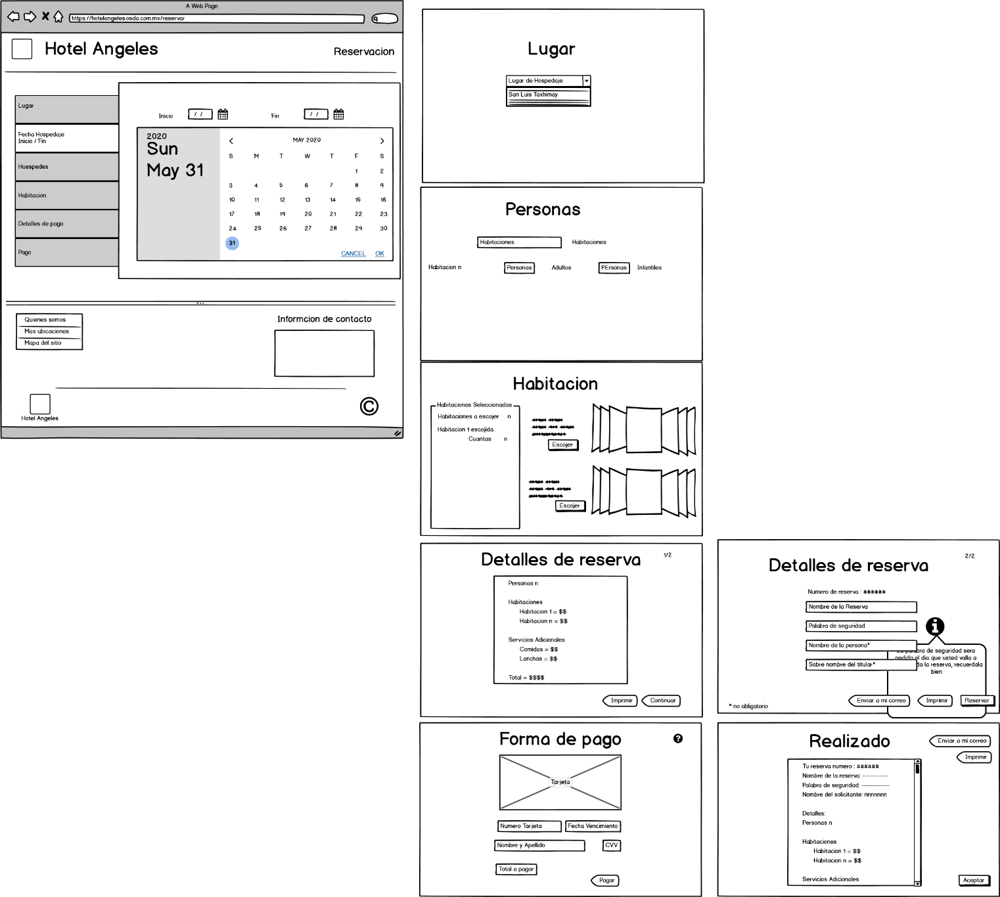 A Web Page
https://hotelangeles.osda.com.mx/reservar
Hotel Angeles
Reservacion
Lugar
Fecha Hospedaje
Inicio / Fin
Huespedes
Habitacion
Detalles de pago
Pago
Inicio / / Fin / /
2020
Sun
May 31
MAY 2020
S M T W T F S
1 2
3 4 5 6 7 8 9
10 11 12 13 14 15 16
17 18 19 20 21 22 23
24 25 26 27 28 29 30
31
CANCEL OK
Quienes somos
Mas ubicaciones
Mapa del sitio
Informcion de contacto
Hotel Angeles
©
Lugar
Lugar de Hospedaje
San Luis Taxhimay
Personas
Habitaciones Habitaciones
Habitacion n Personas Adultos PErsonas Infantiles
Habitacion
Habitaciones Seleccionadas
Habitaciones a escojer n
Habitacion 1 escojida
Cuantas n
Escojer
Escojer
Detalles de reserva
1/2
Personas n
Habitaciones
Habitacion 1 = $$
Habitacion n = $$
Servicios Adicionales
Comidas = $$
Lanchas = $$
Total = $$$$
Imprimir Continuar
Detalles de reserva
2/2
Numero de reserva : ######
Nombre de la Reserva
Palabra de seguridad
Nombre de la persona*
Sobre nombre del titular*
de seguridad sera
el dia que usted valla a
la reserva, recuerdala
bien
* no obligatorio
Enviar a mi correo Imprimir Reservar
Forma de pago
?
Tarjeta
Numero Tarjeta Fecha Vencimiento
Nombre y Apellido CVV
Total a pagar
Pagar
Realizado
Enviar a mi correo
Imprimir
Tu reserva numero : ######
Nombre de la reserva: ------------
Palabra de seguridad: -------------
Nombre del solicitante: nnnnnnn
Detalles:
Personas n
Habitaciones
Habitacion 1 = $$
Habitacion n = $$
Servicios Adicionales
Aceptar